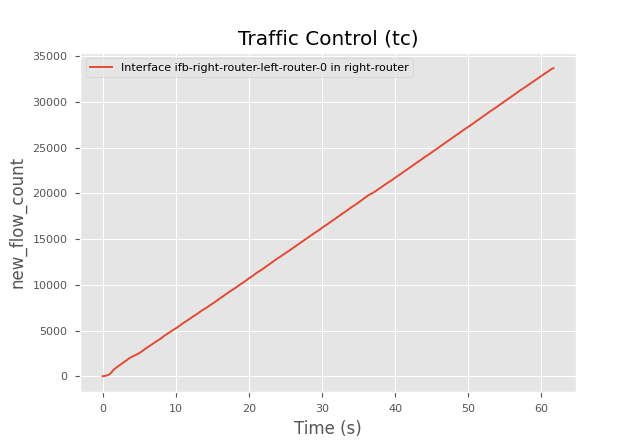 Traffic Control (tc)
Interface ifb-right-router-left-router-0 in right-router
new_flow_count
35000
30000
25000
20000
15000
10000
5000
0
0 10 20 30 40 50 60
Time (s)